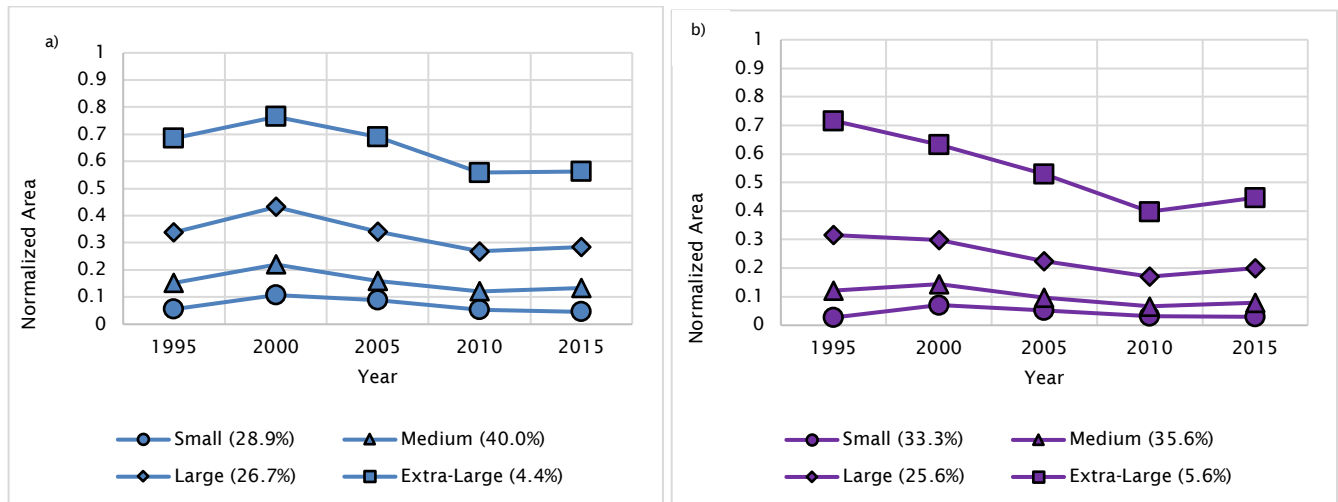 a)
1
0.9
0.8
0.7
0.6
0.5
0.4
0.3
0.2
0.1
0
Normalized Area
1995 2000 2005 2010 2015
Year
Small (28.9%) Medium (40.0%)
Large (26.7%) Extra-Large (4.4%)
b)
1
0.9
0.8
0.7
0.6
0.5
0.4
0.3
0.2
0.1
0
Normalized Area
1995 2000 2005 2010 2015
Year
Small (33.3%) Medium (35.6%)
Large (25.6%) Extra-Large (5.6%)